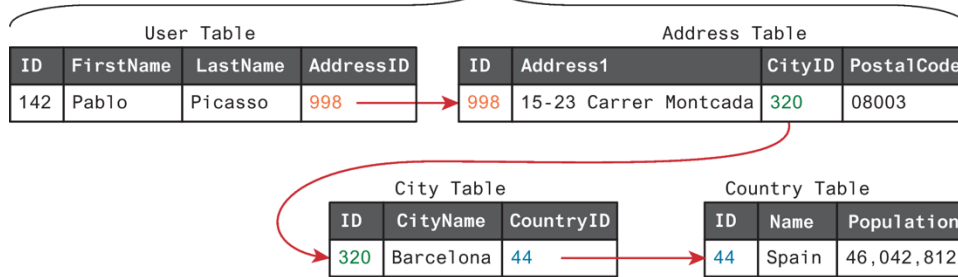 User Table
ID FirstName LastName AddressID
142 Pablo Picasso 998
Address Table
ID Address1 CityID PostalCode
998 15-23 Carrer Montcada 320 08003
City Table
ID CityName CountryID
320 Barcelona 44
Country Table
ID Name Population
44 Spain 46,042,812